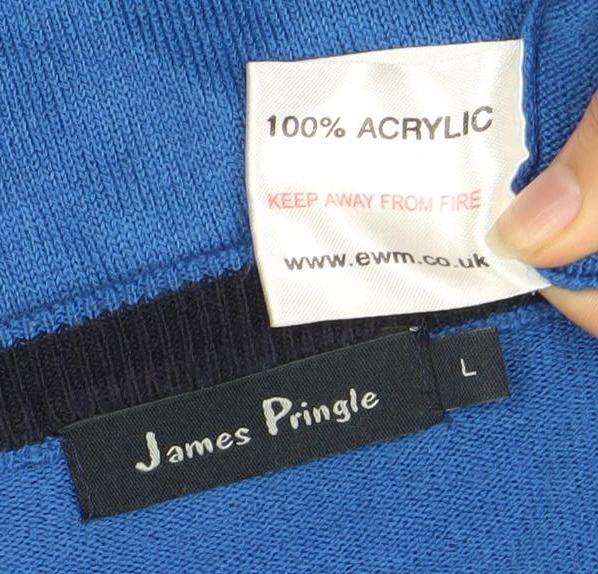 100% ACRYLIC
KEEP AWAY FROM FIRE
www.ewm.co.uk
James Pringle
L